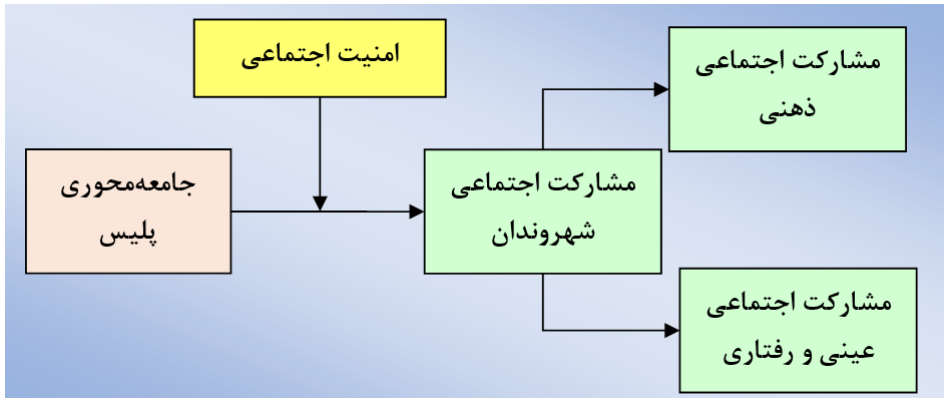 امنیت اجتماعی
مشارکت اجتماعی
ذهنی
جامعه‌محوری
پلیس
مشارکت اجتماعی
شهروندان
مشارکت اجتماعی
عینی و رفتاری